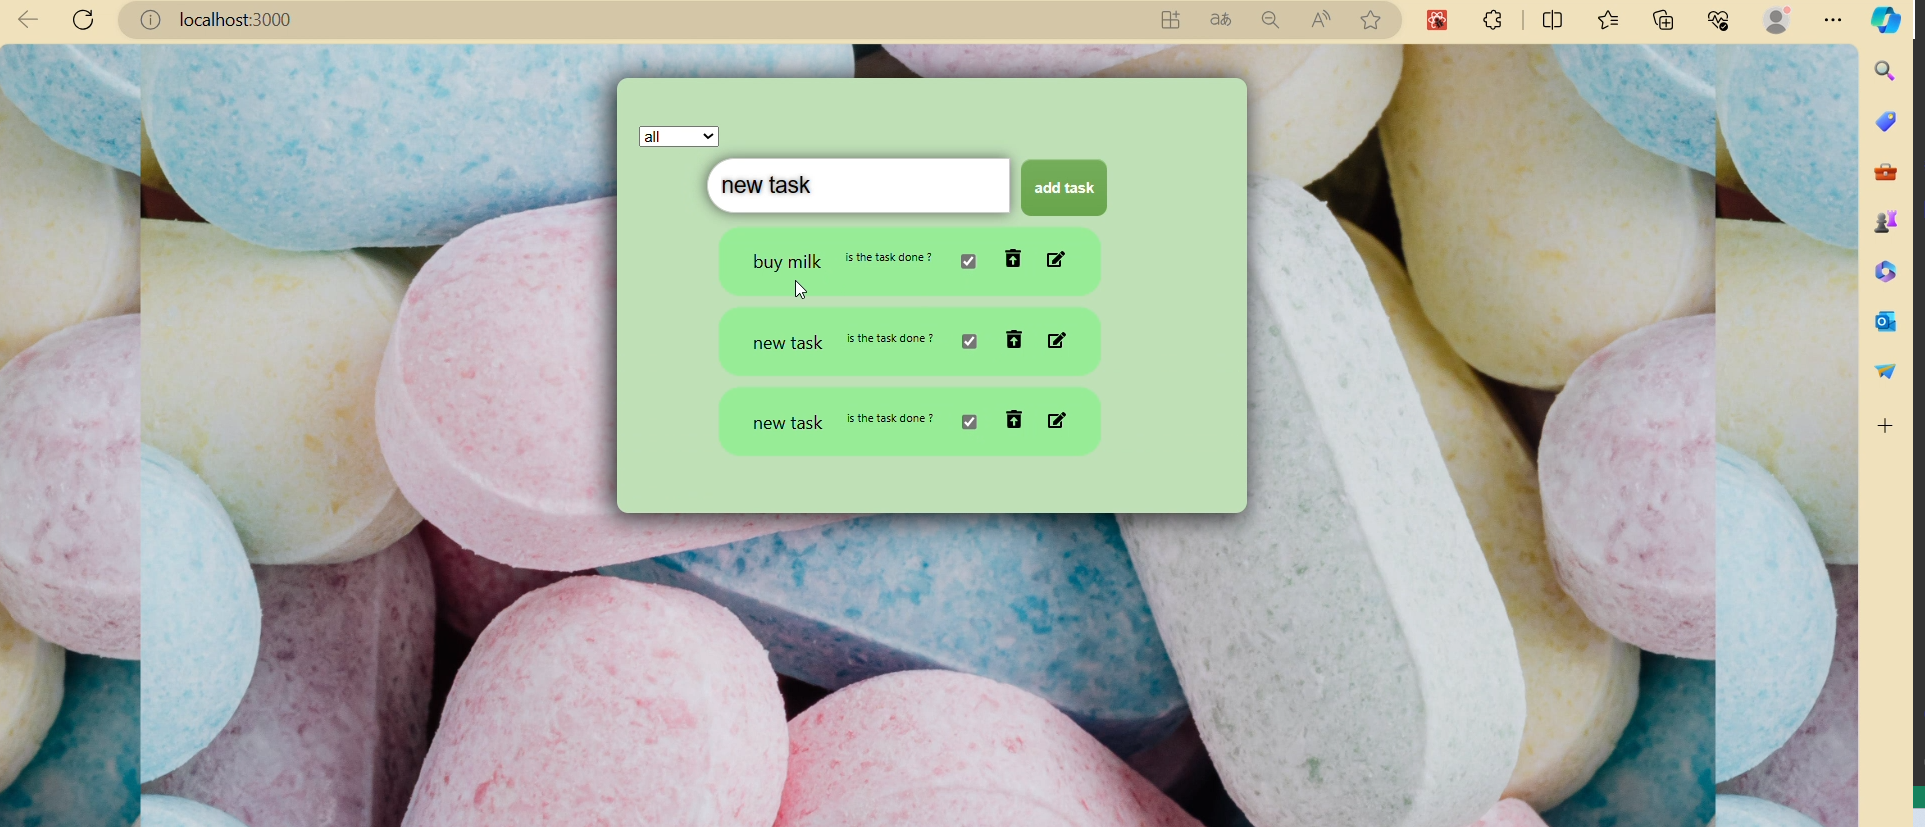 localhost:3000
all
new task
add task
buy milk is the task done ?
new task is the task done ?
new task is the task done ?